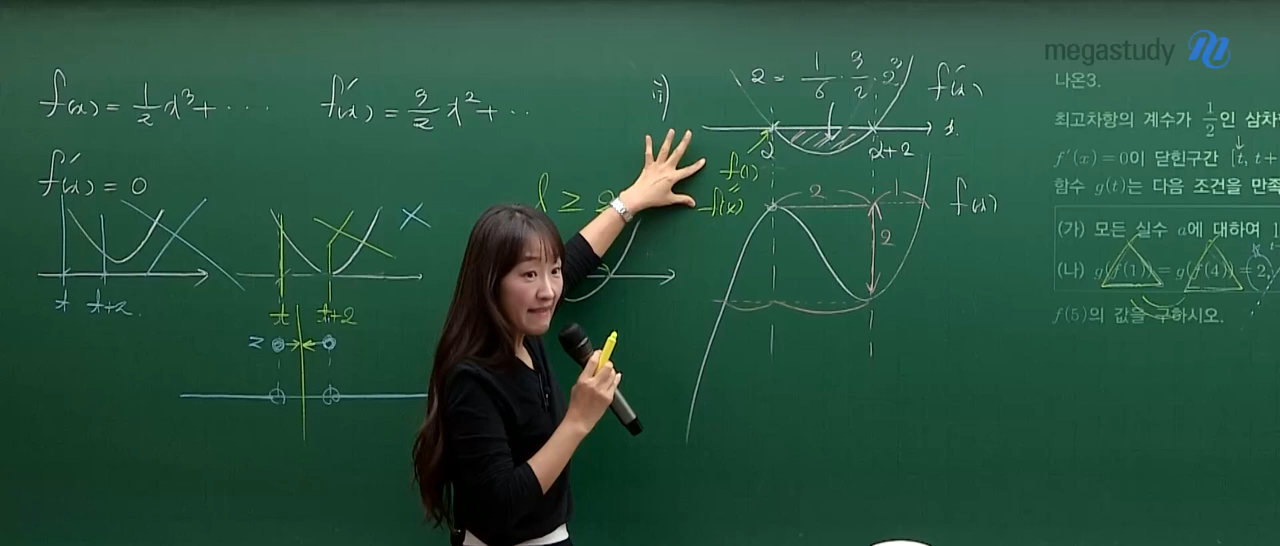 megastudy
나온3.
최고차항의 계수가 1/2인 삼차
f′(x)=0이 닫힌구간 [t, t+
함수 g(t)는 다음 조건을 만족
(가) 모든 실수 a에 대하여
(나) g(f(1))=g(f(4))=2,
f(5)의 값을 구하시오.
f(x) = 1/2 x³ + ··· f′(x) = 3/2 x² + ··
f′(x) = 0
t t+2
t t+2
2
ii)
2 = 1/6 · 3/2 · 2³ f′(x)
α α+2
f(1)
f(x)
2 1
2